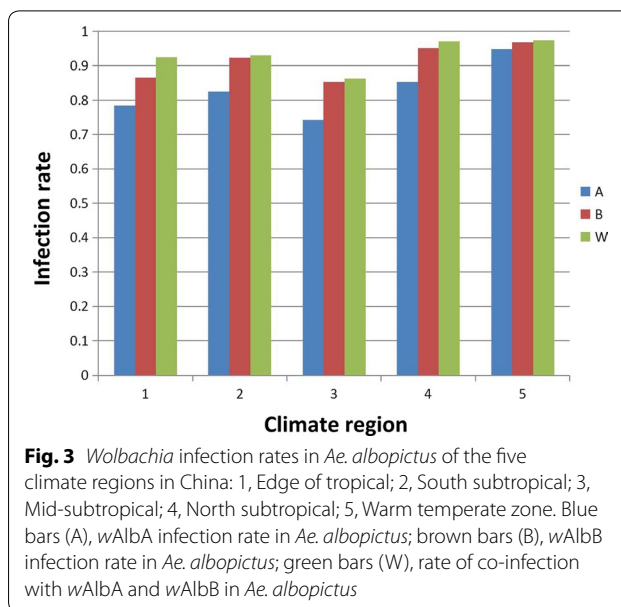 1
0.9
0.8
0.7
0.6
0.5
0.4
0.3
0.2
0.1
0
Infection rate
A
B
W
1 2 3 4 5
Climate region
Fig. 3 Wolbachia infection rates in Ae. albopictus of the five
climate regions in China: 1, Edge of tropical; 2, South subtropical; 3,
Mid-subtropical; 4, North subtropical; 5, Warm temperate zone. Blue
bars (A), wAlbA infection rate in Ae. albopictus; brown bars (B), wAlbB
infection rate in Ae. albopictus; green bars (W), rate of co-infection
with wAlbA and wAlbB in Ae. albopictus